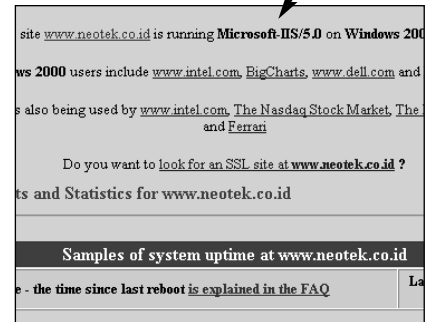 site www.neotek.co.id is running Microsoft-IIS/5.0 on Windows 200
ws 2000 users include www.intel.com, BigCharts, www.dell.com and
s also being used by www.intel.com, The Nasdaq Stock Market, The
and Ferrari
Do you want to look for an SSL site at www.neotek.co.id ?
ts and Statistics for www.neotek.co.id
Samples of system uptime at www.neotek.co.id
e - the time since last reboot is explained in the FAQ
La